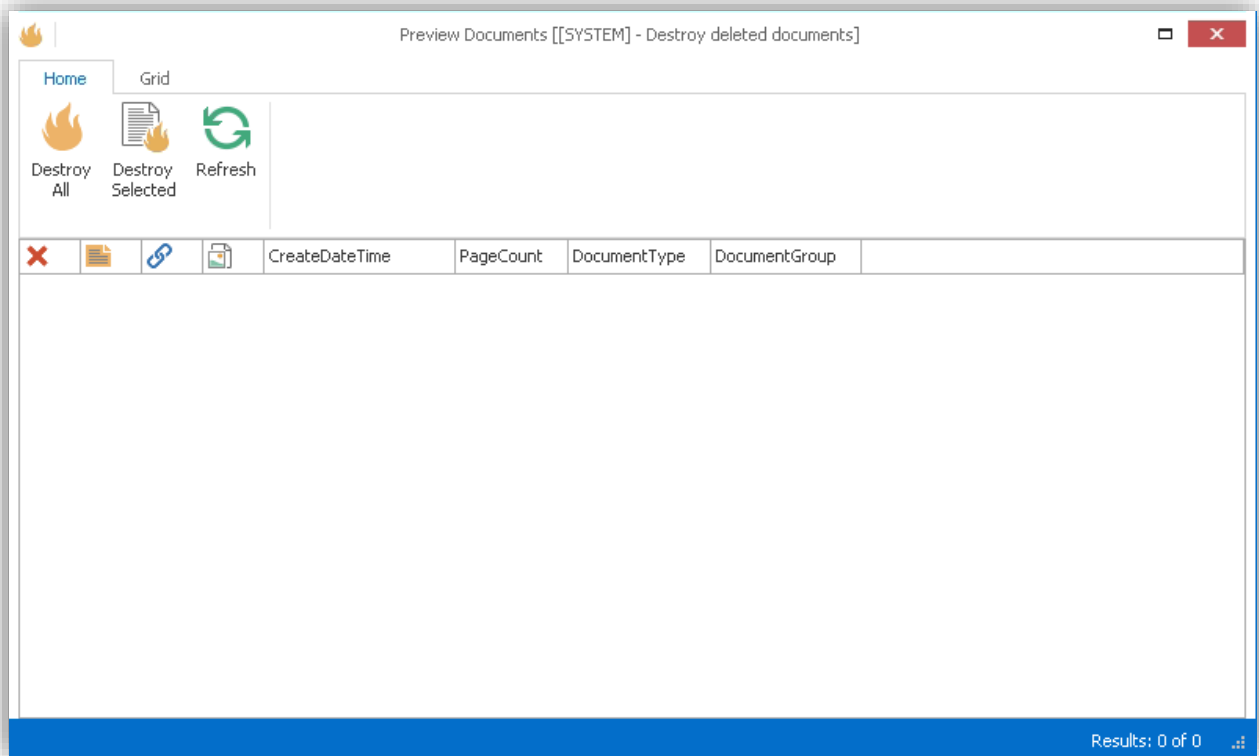 Preview Documents [[SYSTEM] - Destroy deleted documents]
Home Grid
Destroy All
Destroy Selected
Refresh
CreateDateTime PageCount DocumentType DocumentGroup
Results: 0 of 0